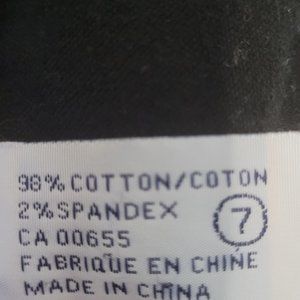 98% COTTON/COTON
2% SPANDEX
7
CA 00655
FABRIQUE EN CHINE
MADE IN CHINA